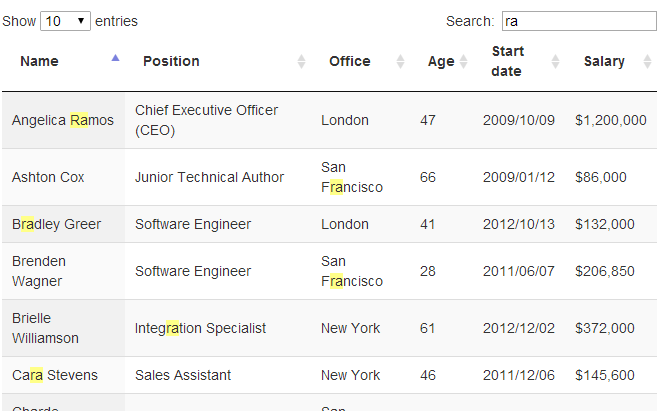 Show 10 entries Search: ra
Name Position Office Age Start date Salary
Angelica Ramos Chief Executive Officer (CEO) London 47 2009/10/09 $1,200,000
Ashton Cox Junior Technical Author San Francisco 66 2009/01/12 $86,000
Bradley Greer Software Engineer London 41 2012/10/13 $132,000
Brenden Wagner Software Engineer San Francisco 28 2011/06/07 $206,850
Brielle Williamson Integration Specialist New York 61 2012/12/02 $372,000
Cara Stevens Sales Assistant New York 46 2011/12/06 $145,600